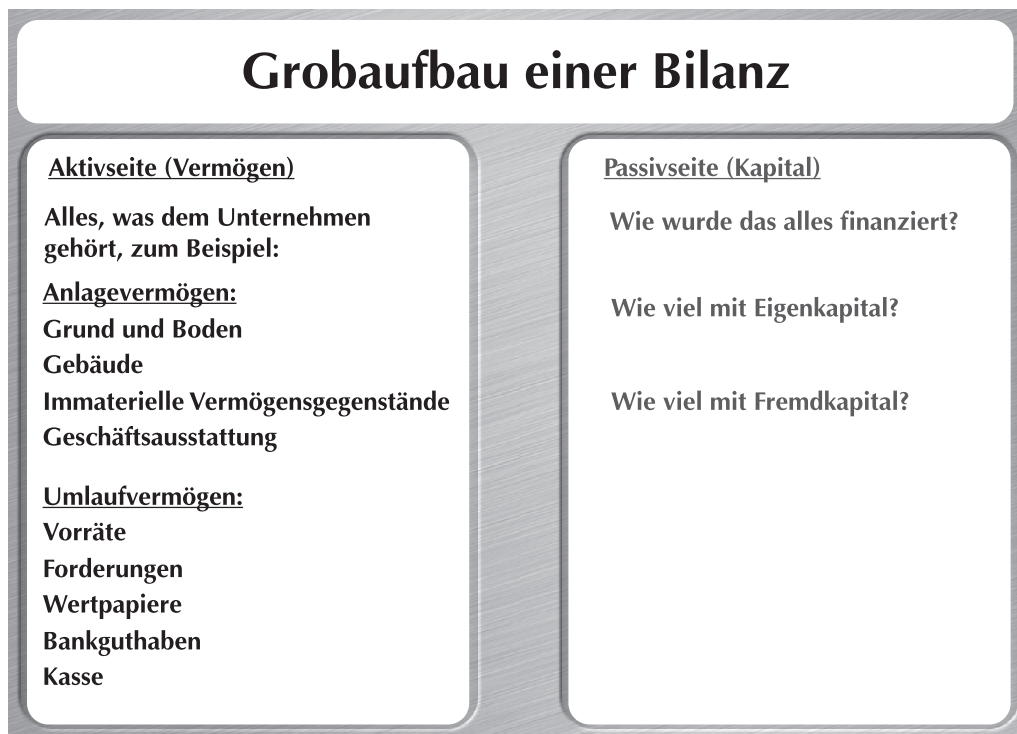 Grobaufbau einer Bilanz
Aktivseite (Vermögen)
Alles, was dem Unternehmen
gehört, zum Beispiel:
Anlagevermögen:
Grund und Boden
Gebäude
Immaterielle Vermögensgegenstände
Geschäftsausstattung
Umlaufvermögen:
Vorräte
Forderungen
Wertpapiere
Bankguthaben
Kasse
Passivseite (Kapital)
Wie wurde das alles finanziert?
Wie viel mit Eigenkapital?
Wie viel mit Fremdkapital?